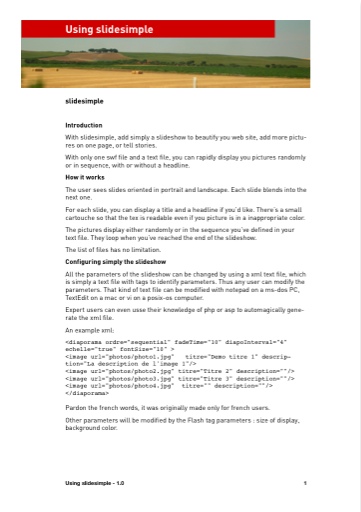 Using slidesimple
slidesimple
Introduction
With slidesimple, add simply a slideshow to beautify you web site, add more pictu-
res on one page, or tell stories.
With only one swf file and a text file, you can rapidly display you pictures randomly
or in sequence, with or without a headline.
How it works
The user sees slides oriented in portrait and landscape. Each slide blends into the
next one.
For each slide, you can display a title and a headline if you'd like. There's a small
cartouche so that the tex is readable even if you picture is in a inappropriate color.
The pictures display either randomly or in the sequence you've defined in your
text file. They loop when you've reached the end of the slideshow.
The list of files has no limitation.
Configuring simply the slideshow
All the parameters of the slideshow can be changed by using a xml text file, which
is simply a text file with tags to identify parameters. Thus any user can modify the
parameters. That kind of text file can be modified with notepad on a ms-dos PC,
TextEdit on a mac or vi on a posix-os computer.
Expert users can even usse their knowledge of php or asp to automagically gene-
rate the xml file.
An example xml:
<diaporama ordre="sequential" fadeTime="10" diapoInterval="4"
echelle="true" fontSize="10" >
<image url="photos/photo1.jpg" titre="Demo titre 1" descrip-
tion="La description de l'image 1"/>
<image url="photos/photo2.jpg" titre="Titre 2" description=""/>
<image url="photos/photo3.jpg" titre="Titre 3" description=""/>
<image url="photos/photo4.jpg" titre="" description=""/>
</diaporama>
Pardon the french words, it was originally made only for french users.
Other parameters will be modified by the Flash tag parameters : size of display,
background color.
Using slidesimple - 1.0 1